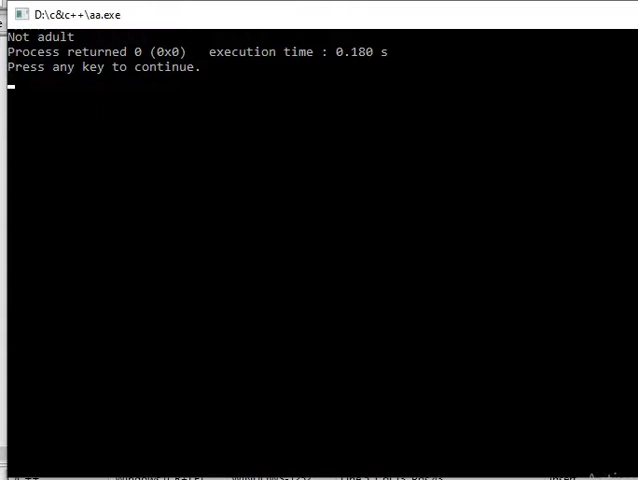 D:\c&c++\aa.exe
Not adult
Process returned 0 (0x0)   execution time : 0.180 s
Press any key to continue.